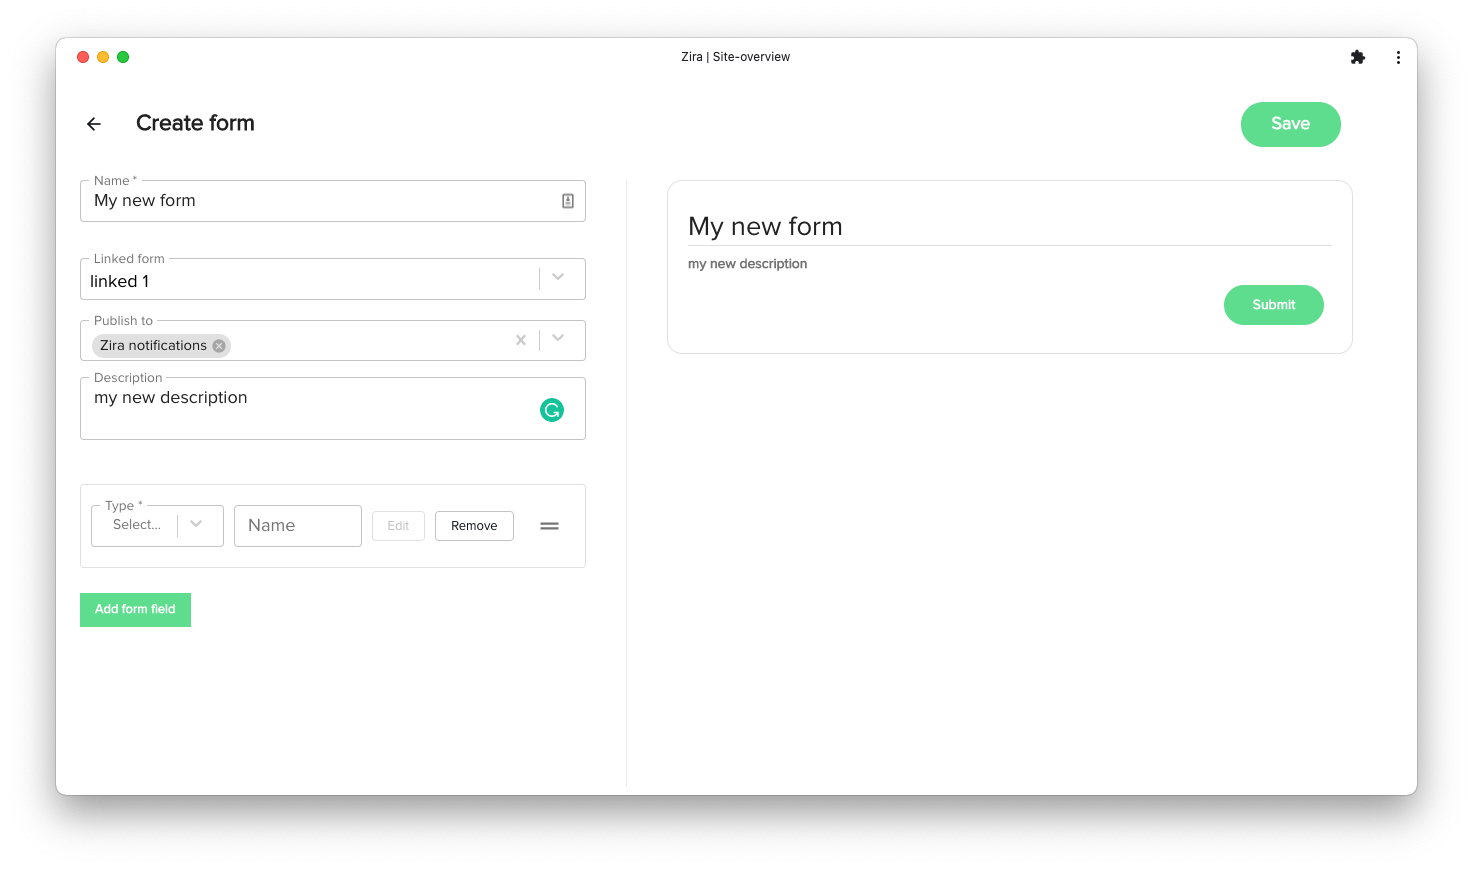 Zira | Site-overview
Create form
Save
Name *
My new form
Linked form
linked 1
Publish to
Zira notifications
Description
my new description
Type *
Select...
Name
Edit
Remove
Add form field
My new form
my new description
Submit